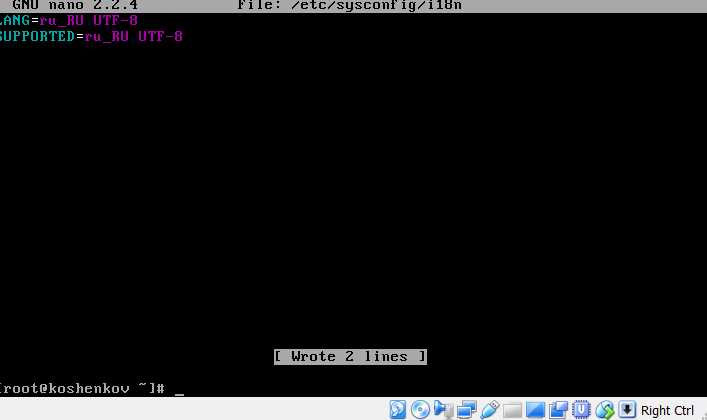 GNU nano 2.2.4 File: /etc/sysconfig/i18n
LANG=ru_RU.UTF-8
SUPPORTED=ru_RU.UTF-8
[ Wrote 2 lines ]
[root@koshenkov ~]# _
Right Ctrl